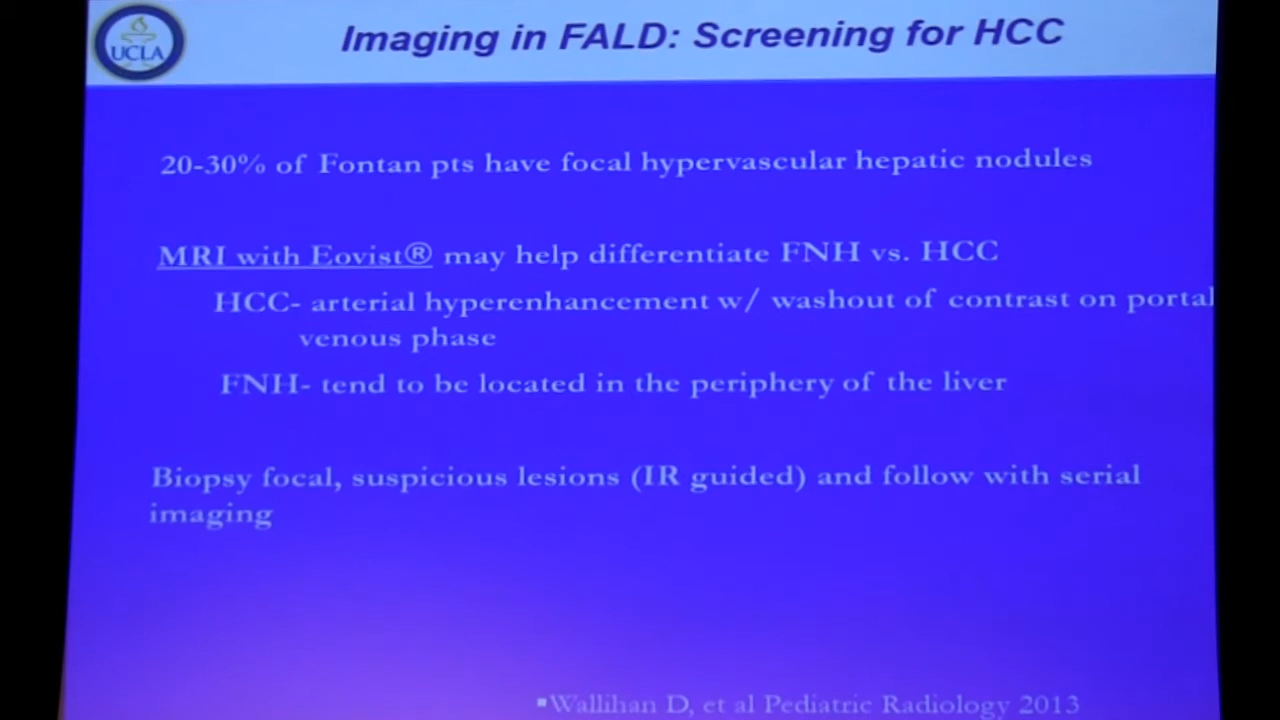 UCLA
Imaging in FALD: Screening for HCC
20-30% of Fontan pts have focal hypervascular hepatic nodules
MRI with Eovist® may help differentiate FNH vs. HCC
HCC- arterial hyperenhancement w/ washout of contrast on portal
venous phase
FNH- tend to be located in the periphery of the liver
Biopsy focal, suspicious lesions (IR guided) and follow with serial
imaging
▪Wallihan D, et al Pediatric Radiology 2013